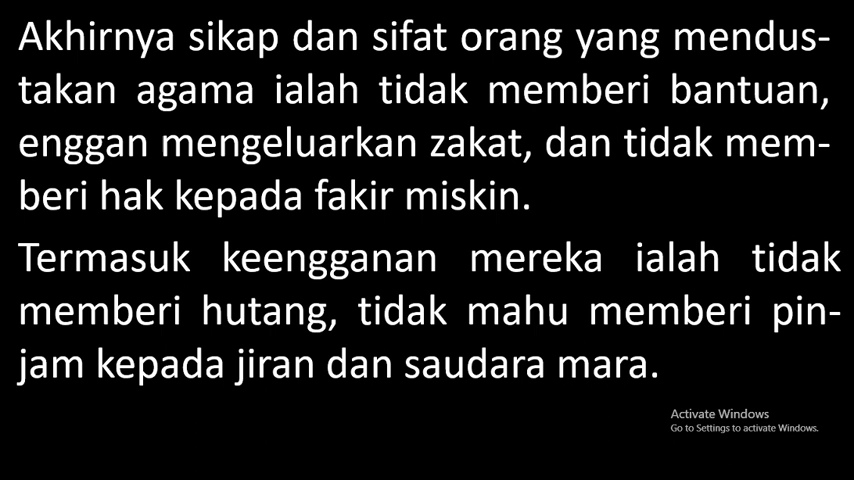 Akhirnya sikap dan sifat orang yang mendus-
takan agama ialah tidak memberi bantuan,
enggan mengeluarkan zakat, dan tidak mem-
beri hak kepada fakir miskin.
Termasuk keengganan mereka ialah tidak
memberi hutang, tidak mahu memberi pin-
jam kepada jiran dan saudara mara.
Activate Windows
Go to Settings to activate Windows.